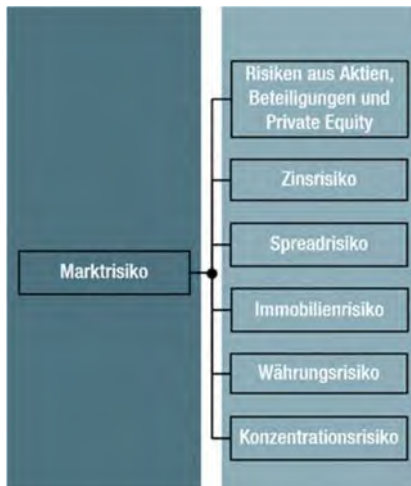 Risiken aus Aktien,
Beteiligungen und
Private Equity
Zinsrisiko
Spreadrisiko
Marktrisiko
Immobilienrisiko
Währungsrisiko
Konzentrationsrisiko